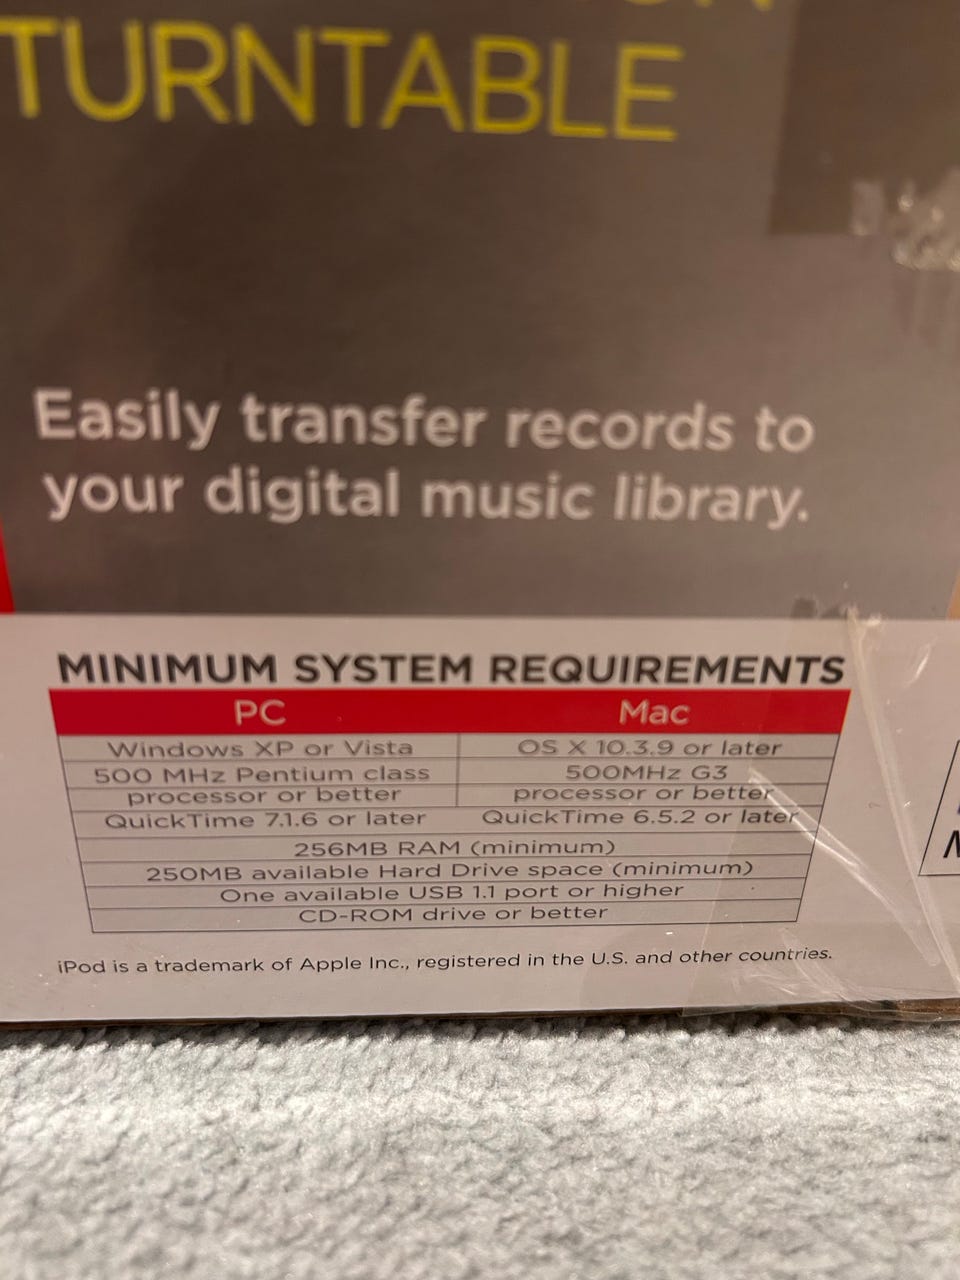 TURNTABLE
Easily transfer records to
your digital music library.
MINIMUM SYSTEM REQUIREMENTS
PC Mac
Windows XP or Vista OS X 10.3.9 or later
500 MHz Pentium class 500MHz G3
processor or better processor or better
QuickTime 7.1.6 or later QuickTime 6.5.2 or later
256MB RAM (minimum)
250MB available Hard Drive space (minimum)
One available USB 1.1 port or higher
CD-ROM drive or better
iPod is a trademark of Apple Inc., registered in the U.S. and other countries.